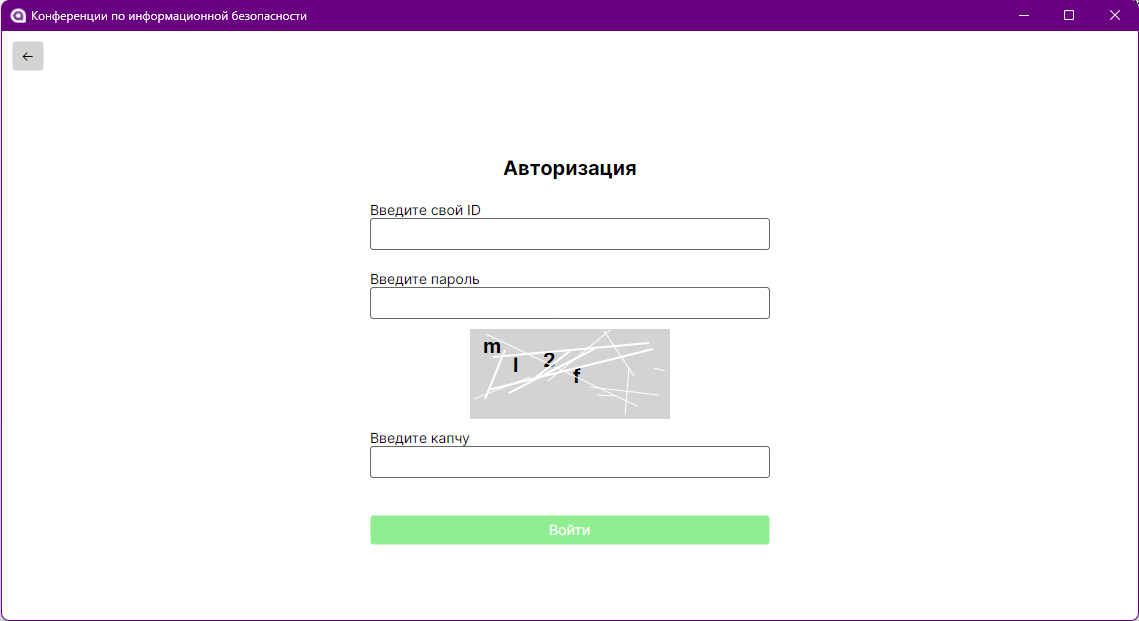 Конференции по информационной безопасности
←
Авторизация
Введите свой ID
Введите пароль
m l 2 f
Введите капчу
Войти